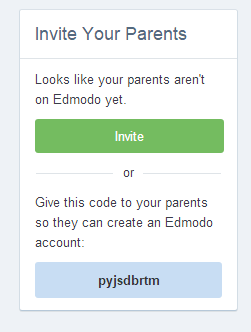 Invite Your Parents
Looks like your parents aren't
on Edmodo yet.
Invite
or
Give this code to your parents
so they can create an Edmodo
account:
pyjsdbrtm